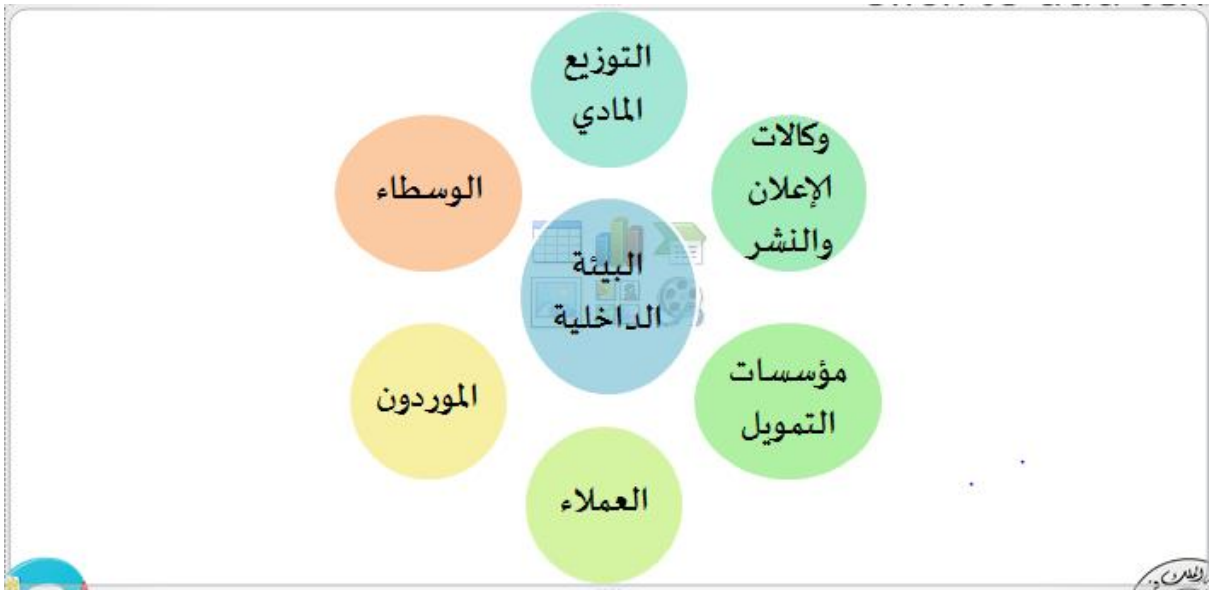 التوزيع
المادي
وكالات
الإعلان
والنشر
الوسطاء
البيئة
الداخلية
مؤسسات
التمويل
الموردون
العملاء